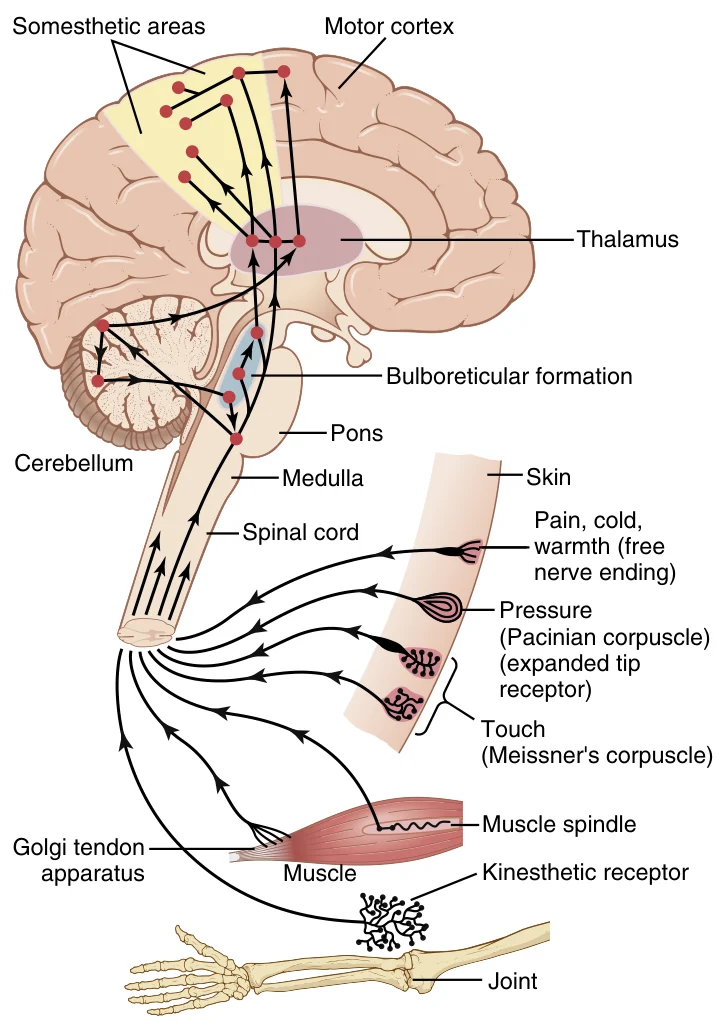 Somesthetic areas
Motor cortex
Thalamus
Bulboreticular formation
Pons
Cerebellum
Medulla
Skin
Spinal cord
Pain, cold,
warmth (free
nerve ending)
Pressure
(Pacinian corpuscle)
(expanded tip
receptor)
Touch
(Meissner's corpuscle)
Muscle spindle
Golgi tendon
apparatus
Muscle
Kinesthetic receptor
Joint